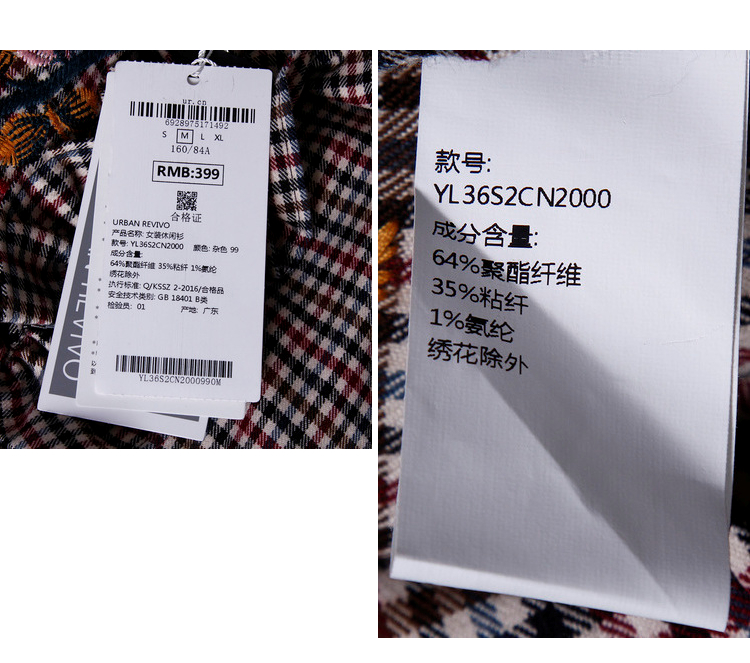 ur.cn
6928975171492
S M L XL
160/84A
RMB:399
合格证
URBAN REVIVO
产品名称: 女装休闲衫
款号: YL36S2CN2000 颜色: 杂色 99
成分含量:
64%聚酯纤维 35%粘纤 1%氨纶
绣花除外
执行标准: Q/KSSZ 2-2016/合格品
安全技术类别: GB 18401 B类
检验员: 01 产地: 广东
YL36S2CN2000990M
款号:
YL36S2CN2000
成分含量:
64%聚酯纤维
35%粘纤
1%氨纶
绣花除外